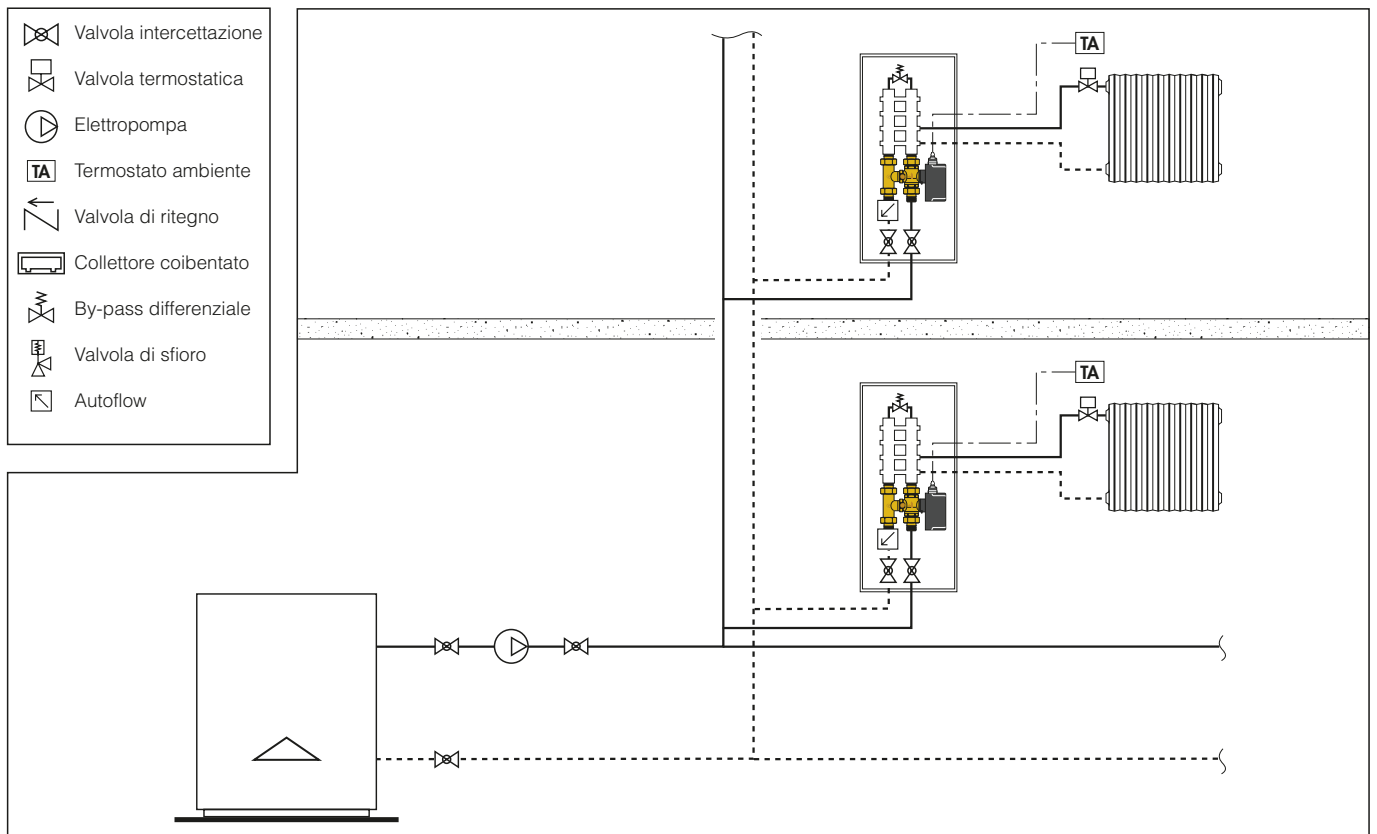 Valvola intercettazione
Valvola termostatica
Elettropompa
TA Termostato ambiente
Valvola di ritegno
Collettore coibentato
By-pass differenziale
Valvola di sfioro
Autoflow
TA
TA